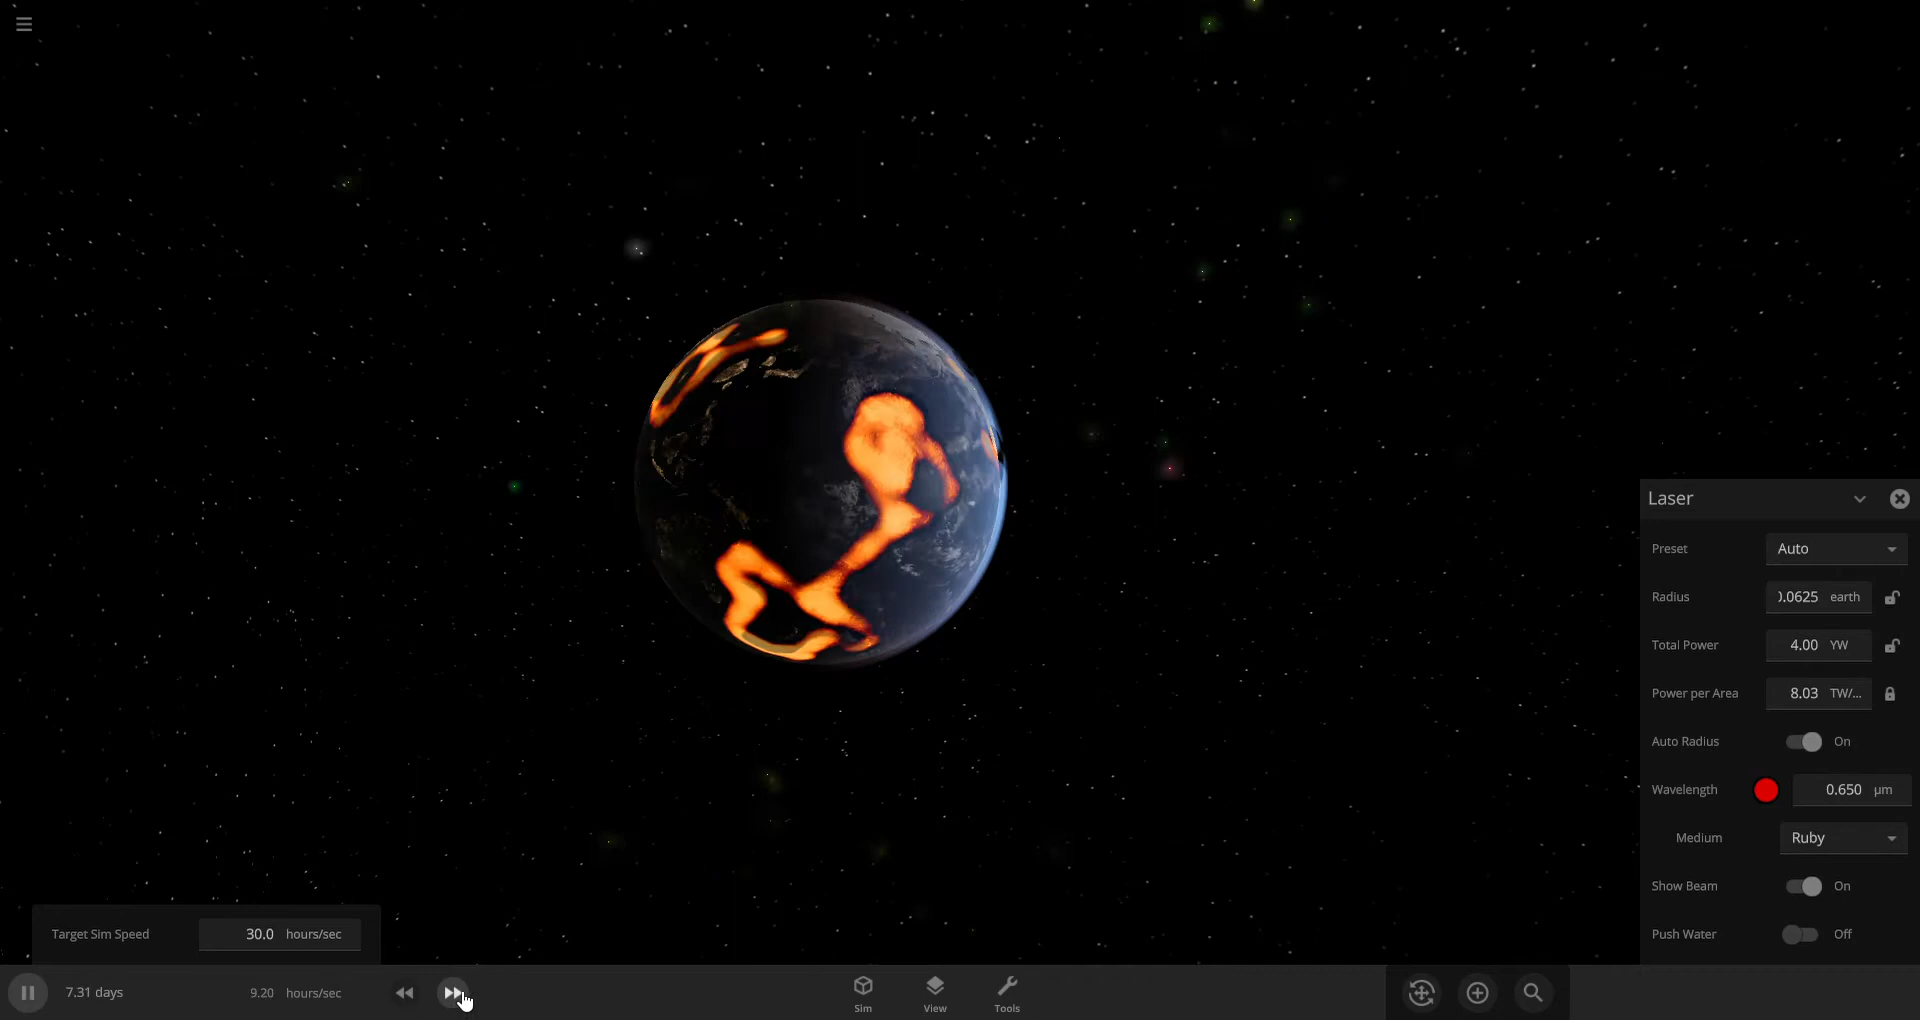 Laser
Preset Auto
Radius 0.0625 earth
Total Power 4.00 YW
Power per Area 8.03 TW/...
Auto Radius On
Wavelength 0.650 µm
Medium Ruby
Show Beam On
Push Water Off
Target Sim Speed 30.0 hours/sec
7.31 days 9.20 hours/sec
Sim View Tools